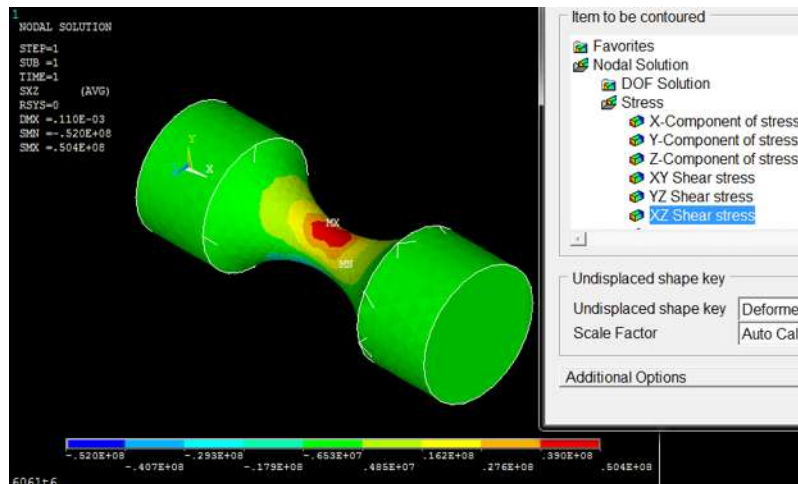 1
NODAL SOLUTION
STEP=1
SUB =1
TIME=1
SXZ (AVG)
RSYS=0
DMX =.110E-03
SMN =-.520E+08
SMX =.504E+08
Y
X
MX
MN
-.520E+08 -.293E+08 -.653E+07 .162E+08 .390E+08
-.407E+08 -.179E+08 .485E+07 .276E+08 .504E+08
6061t6
Item to be contoured
Favorites
Nodal Solution
DOF Solution
Stress
X-Component of stress
Y-Component of stress
Z-Component of stress
XY Shear stress
YZ Shear stress
XZ Shear stress
Undisplaced shape key
Undisplaced shape key Deforme
Scale Factor Auto Cal
Additional Options